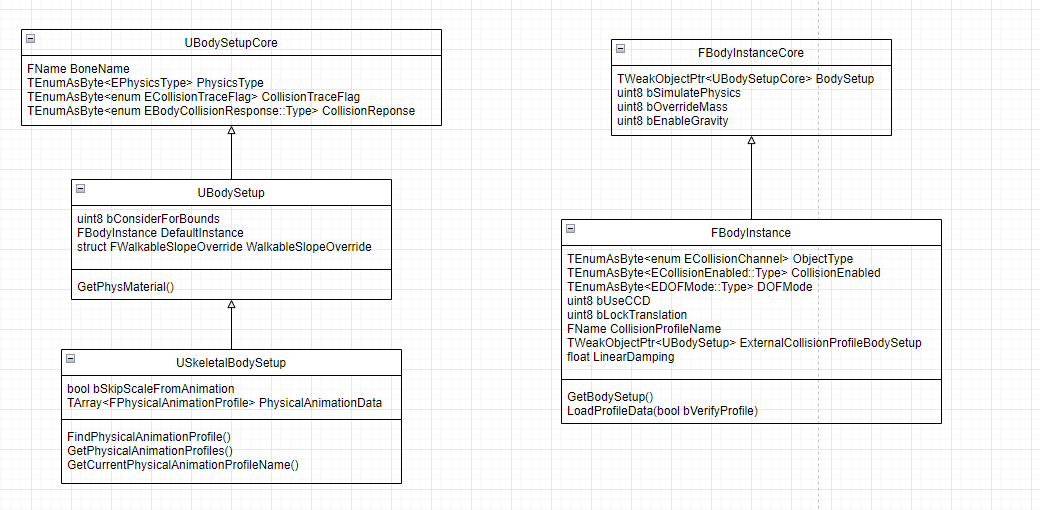 UBodySetupCore
FName BoneName
TEnumAsByte<EPhysicsType> PhysicsType
TEnumAsByte<enum ECollisionTraceFlag> CollisionTraceFlag
TEnumAsByte<enum EBodyCollisionResponse::Type> CollisionReponse
UBodySetup
uint8 bConsiderForBounds
FBodyInstance DefaultInstance
struct FWalkableSlopeOverride WalkableSlopeOverride
GetPhysMaterial()
USkeletalBodySetup
bool bSkipScaleFromAnimation
TArray<FPhysicalAnimationProfile> PhysicalAnimationData
FindPhysicalAnimationProfile()
GetPhysicalAnimationProfiles()
GetCurrentPhysicalAnimationProfileName()
FBodyInstanceCore
TWeakObjectPtr<UBodySetupCore> BodySetup
uint8 bSimulatePhysics
uint8 bOverrideMass
uint8 bEnableGravity
FBodyInstance
TEnumAsByte<enum ECollisionChannel> ObjectType
TEnumAsByte<ECollisionEnabled::Type> CollisionEnabled
TEnumAsByte<EDOFMode::Type> DOFMode
uint8 bUseCCD
uint8 bLockTranslation
FName CollisionProfileName
TWeakObjectPtr<UBodySetup> ExternalCollisionProfileBodySetup
float LinearDamping
GetBodySetup()
LoadProfileData(bool bVerifyProfile)